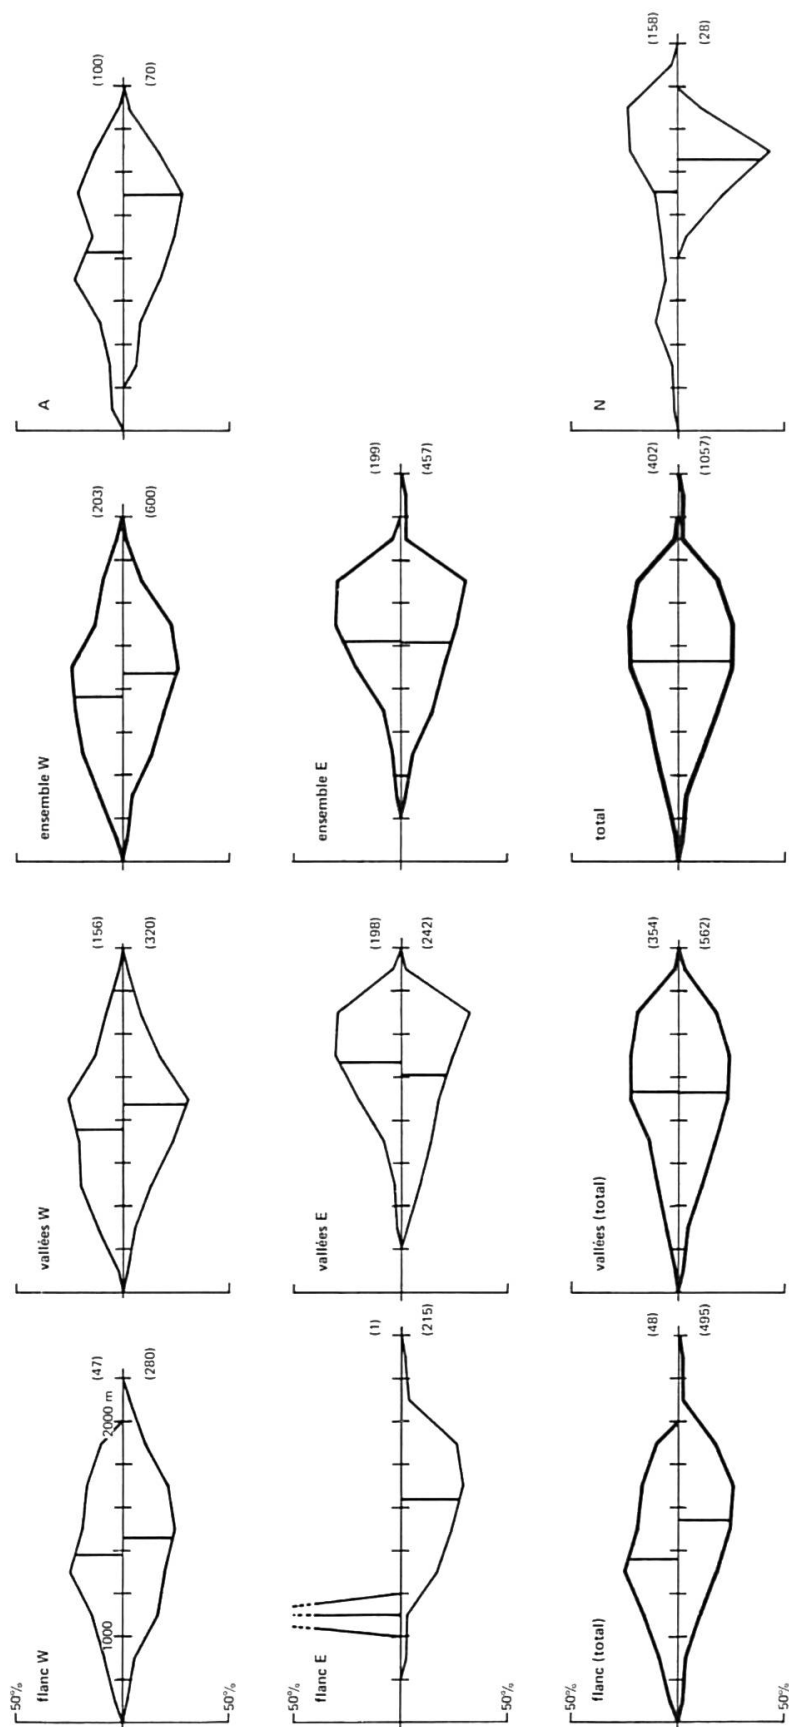 50%
flanc W
1000
2000 m
(47)
(280)
50%
vallées W
(156)
(320)
ensemble W
(203)
(600)
A
(100)
(70)
50%
flanc E
(1)
(215)
50%
vallées E
(198)
(242)
ensemble E
(199)
(457)
50%
flanc (total)
(48)
(495)
50%
vallées (total)
(354)
(562)
total
(402)
(1057)
N
(158)
(28)